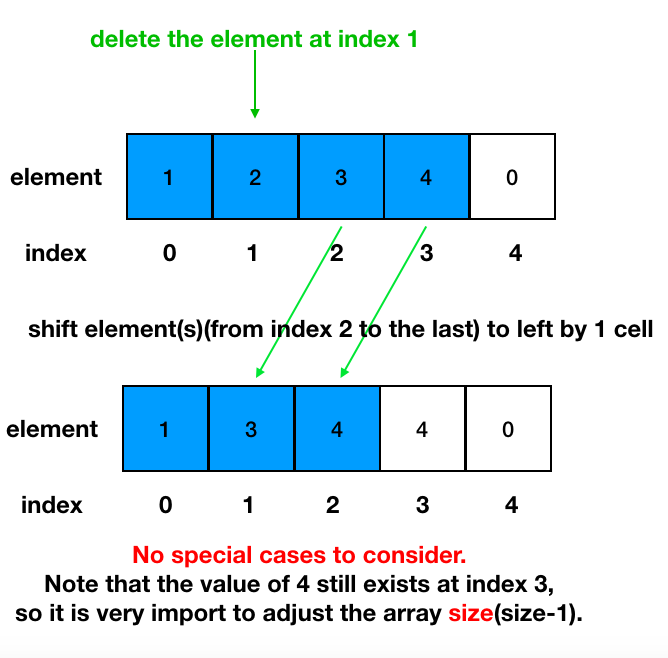 delete the element at index 1
element 1 2 3 4 0
index 0 1 2 3 4
shift element(s)(from index 2 to the last) to left by 1 cell
element 1 3 4 4 0
index 0 1 2 3 4
No special cases to consider.
Note that the value of 4 still exists at index 3,
so it is very import to adjust the array size(size-1).